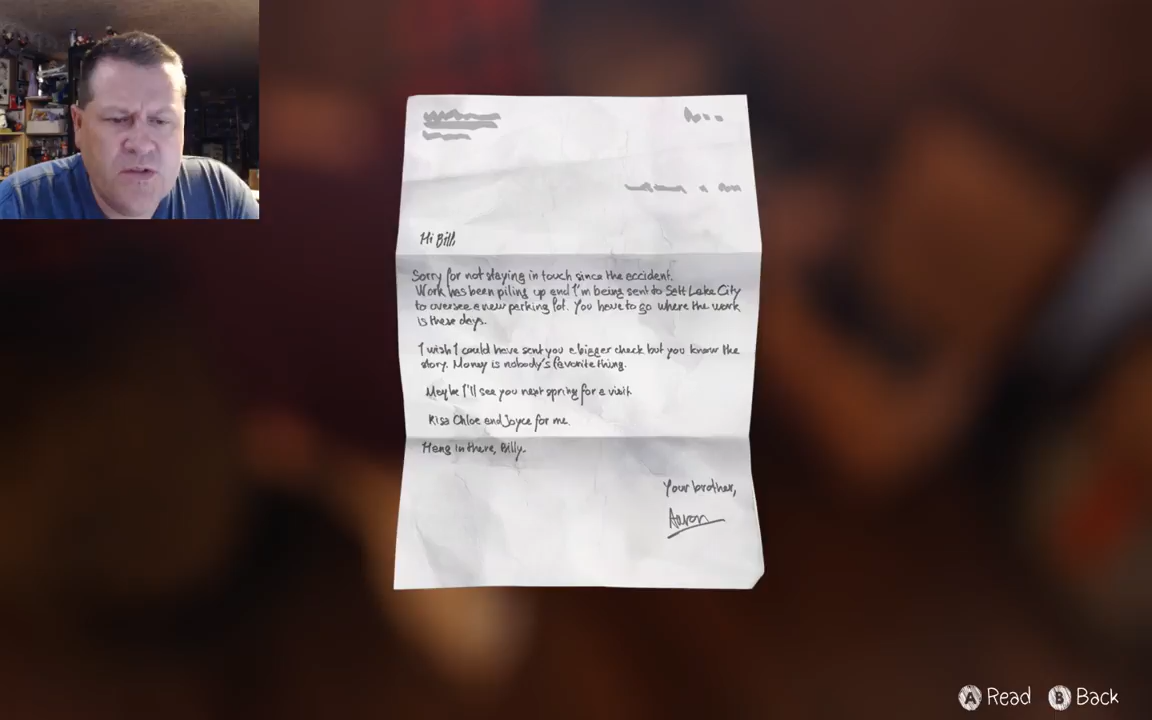 Hi Bill,
Sorry for not staying in touch since the accident.
Work has been piling up and I'm being sent to Salt Lake City
to oversee a new parking lot. You have to go where the work
is these days.
I wish I could have sent you a bigger check but you know the
story. Money is nobody's favorite thing.
Maybe I'll see you next spring for a visit.
Kiss Chloe and Joyce for me.
Hang in there, Billy.
Your brother,
Aaron
A Read B Back